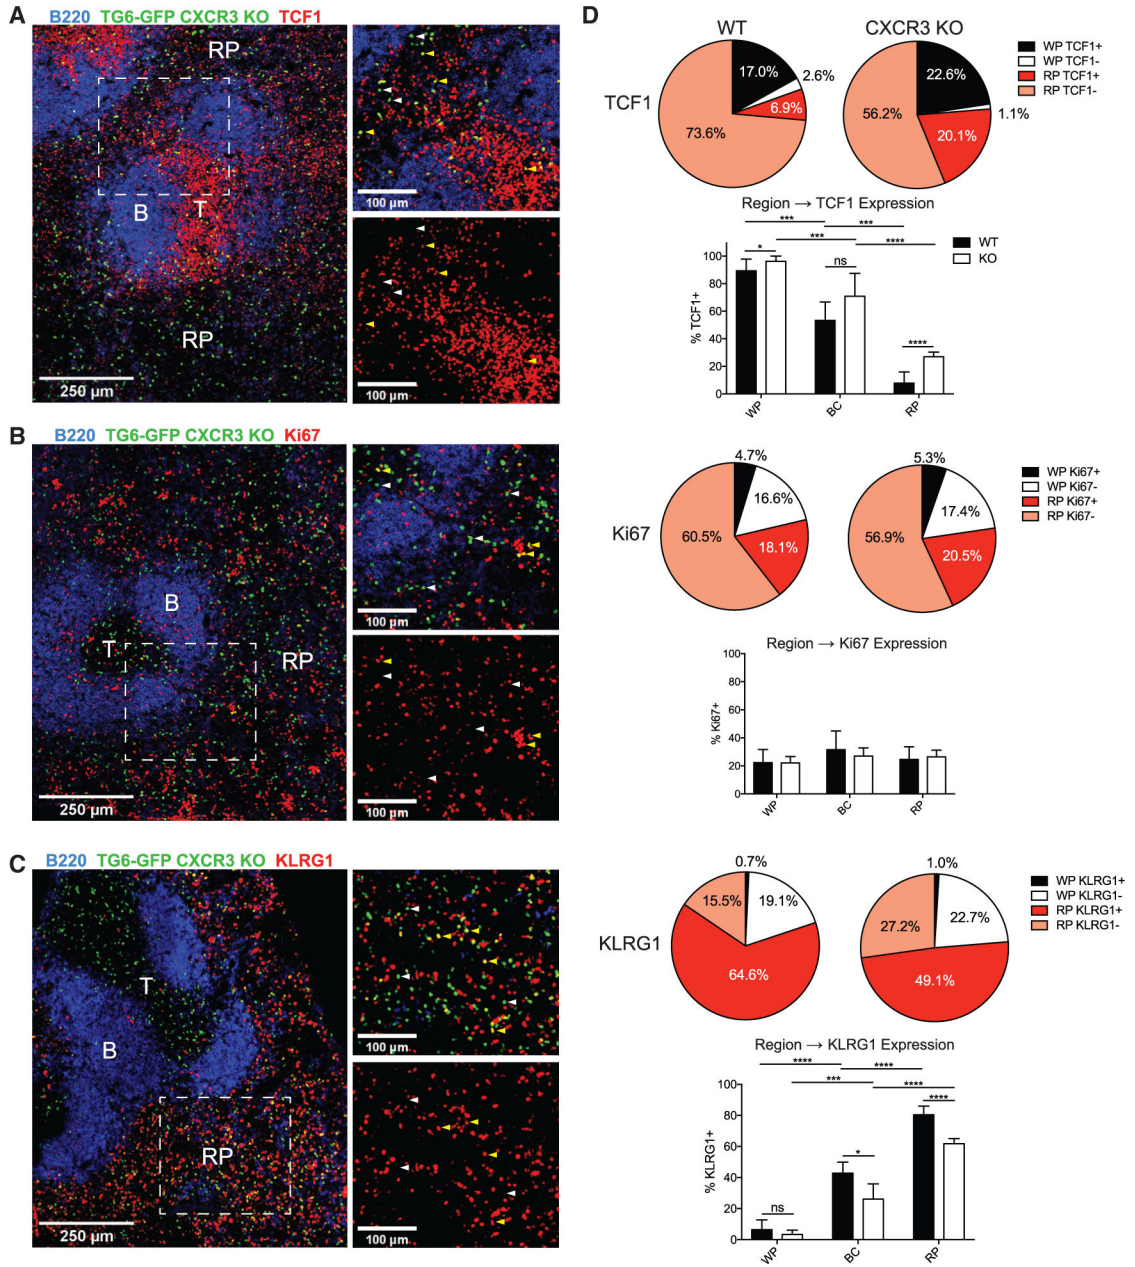 A
B220 TG6-GFP CXCR3 KO TCF1
RP
B
T
RP
250 µm
100 µm
100 µm
B
B220 TG6-GFP CXCR3 KO Ki67
B
T
RP
250 µm
100 µm
100 µm
C
B220 TG6-GFP CXCR3 KO KLRG1
T
B
RP
250 µm
100 µm
100 µm
D
WT
CXCR3 KO
TCF1
17.0%
2.6%
6.9%
73.6%
22.6%
1.1%
20.1%
56.2%
WP TCF1+
WP TCF1-
RP TCF1+
RP TCF1-
Region → TCF1 Expression
*** ***
*** ****
* ns ****
WT
KO
% TCF1+
100
80
60
40
20
0
WP BC RP
Ki67
4.7%
16.6%
18.1%
60.5%
5.3%
17.4%
20.5%
56.9%
WP Ki67+
WP Ki67-
RP Ki67+
RP Ki67-
Region → Ki67 Expression
% Ki67+
100
80
60
40
20
0
WP BC RP
KLRG1
0.7%
19.1%
64.6%
15.5%
1.0%
22.7%
49.1%
27.2%
WP KLRG1+
WP KLRG1-
RP KLRG1+
RP KLRG1-
Region → KLRG1 Expression
**** ****
*** ****
ns * ****
% KLRG1+
100
80
60
40
20
0
WP BC RP